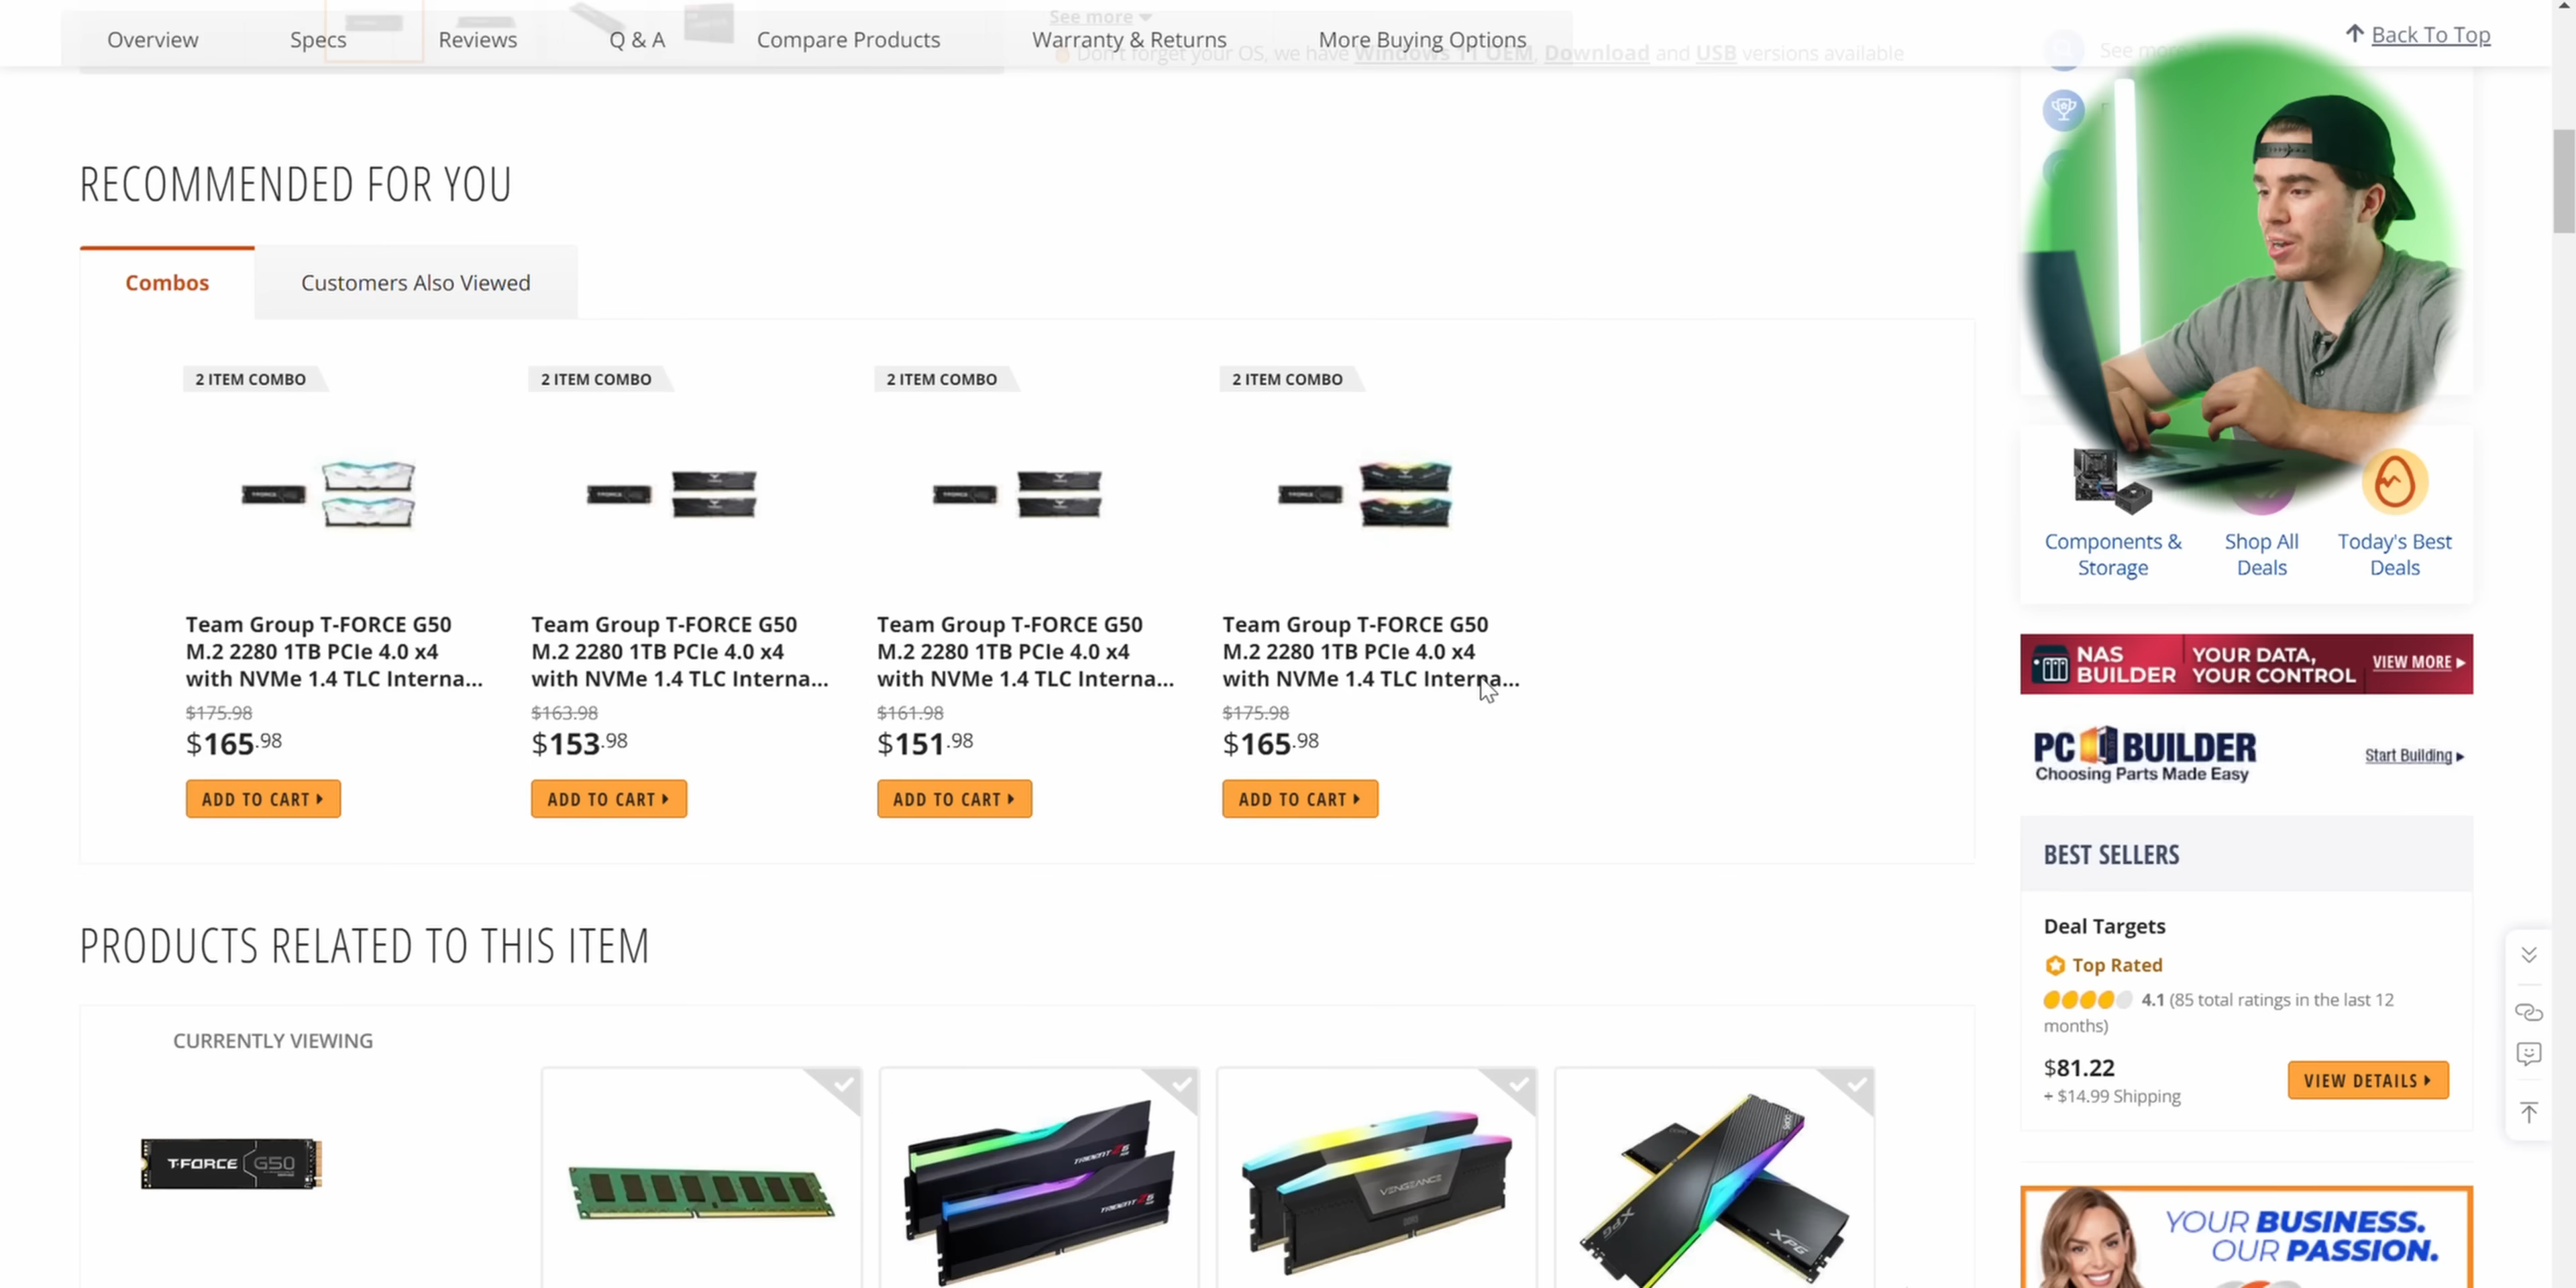 See more
Overview
Specs
Reviews
Q & A
Compare Products
Warranty & Returns
More Buying Options
Back To Top
Don't forget your OS, we have Windows 11 OEM, Download and USB versions available
See more
RECOMMENDED FOR YOU
Combos
Customers Also Viewed
2 ITEM COMBO
2 ITEM COMBO
2 ITEM COMBO
2 ITEM COMBO
Team Group T-FORCE G50
M.2 2280 1TB PCIe 4.0 x4
with NVMe 1.4 TLC Interna...
$175.98
$165.98
ADD TO CART
Team Group T-FORCE G50
M.2 2280 1TB PCIe 4.0 x4
with NVMe 1.4 TLC Interna...
$163.98
$153.98
ADD TO CART
Team Group T-FORCE G50
M.2 2280 1TB PCIe 4.0 x4
with NVMe 1.4 TLC Interna...
$161.98
$151.98
ADD TO CART
Team Group T-FORCE G50
M.2 2280 1TB PCIe 4.0 x4
with NVMe 1.4 TLC Interna...
$175.98
$165.98
ADD TO CART
Components &
Storage
Shop All
Deals
Today's Best
Deals
NAS
BUILDER
YOUR DATA,
YOUR CONTROL
VIEW MORE
PC BUILDER
Choosing Parts Made Easy
Start Building
BEST SELLERS
Deal Targets
Top Rated
4.1 (85 total ratings in the last 12
months)
$81.22
+ $14.99 Shipping
VIEW DETAILS
YOUR BUSINESS.
OUR PASSION.
PRODUCTS RELATED TO THIS ITEM
CURRENTLY VIEWING
T-FORCE G50
TRIDENT Z5
TRIDENT Z5
VENGEANCE
XPG
XPG